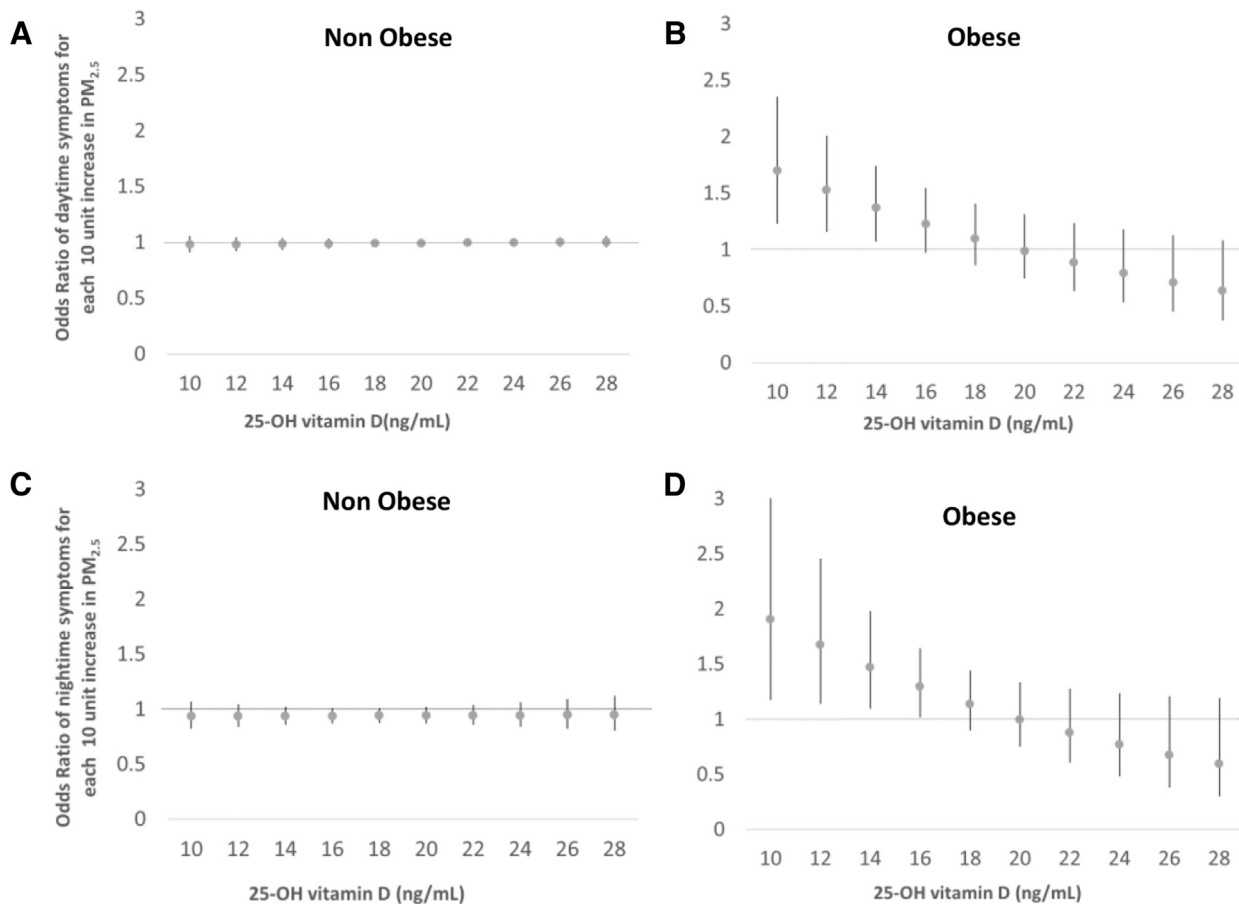 A
Non Obese
Odds Ratio of daytime symptoms for
each 10 unit increase in PM2.5
3
2.5
2
1.5
1
0.5
0
10 12 14 16 18 20 22 24 26 28
25-OH vitamin D(ng/mL)
B
Obese
3
2.5
2
1.5
1
0.5
0
10 12 14 16 18 20 22 24 26 28
25-OH vitamin D (ng/mL)
C
Non Obese
Odds Ratio of nightime symptoms for
each 10 unit increase in PM2.5
3
2.5
2
1.5
1
0.5
0
10 12 14 16 18 20 22 24 26 28
25-OH vitamin D (ng/mL)
D
Obese
3
2.5
2
1.5
1
0.5
0
10 12 14 16 18 20 22 24 26 28
25-OH vitamin D (ng/mL)